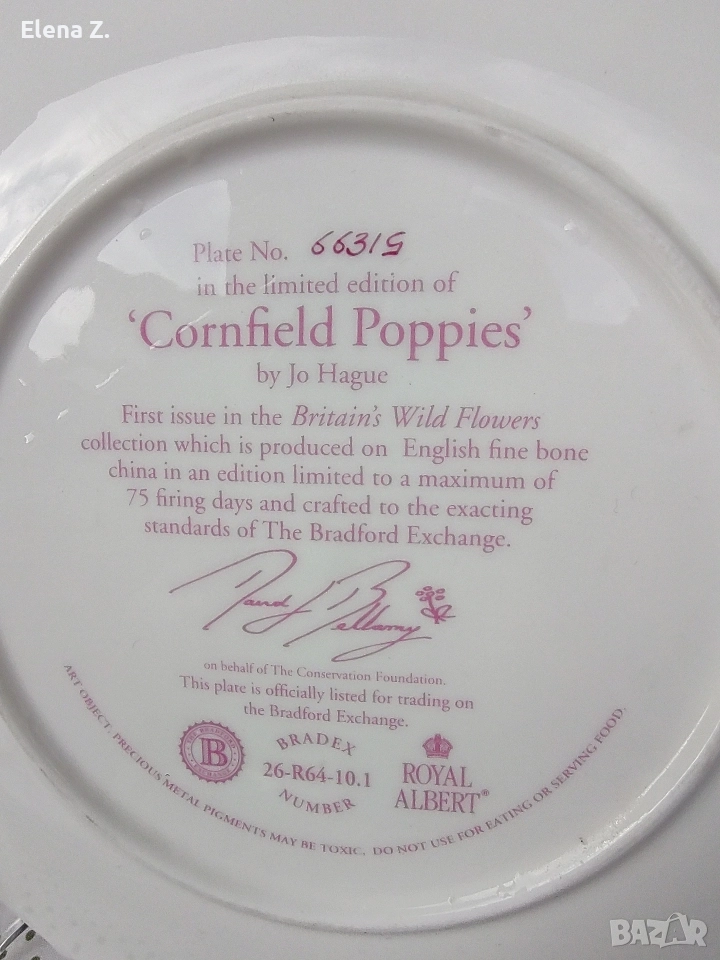 Elena Z.
Plate No. 66315
in the limited edition of
‘Cornfield Poppies’
by Jo Hague
First issue in the Britain's Wild Flowers
collection which is produced on English fine bone
china in an edition limited to a maximum of
75 firing days and crafted to the exacting
standards of The Bradford Exchange.
David J Bellamy
on behalf of The Conservation Foundation.
This plate is officially listed for trading on
the Bradford Exchange.
B
BRADEX
26-R64-10.1
NUMBER
ROYAL
ALBERT®
ART OBJECT. PRECIOUS METAL PIGMENTS MAY BE TOXIC. DO NOT USE FOR EATING OR SERVING FOOD.
BAZAR